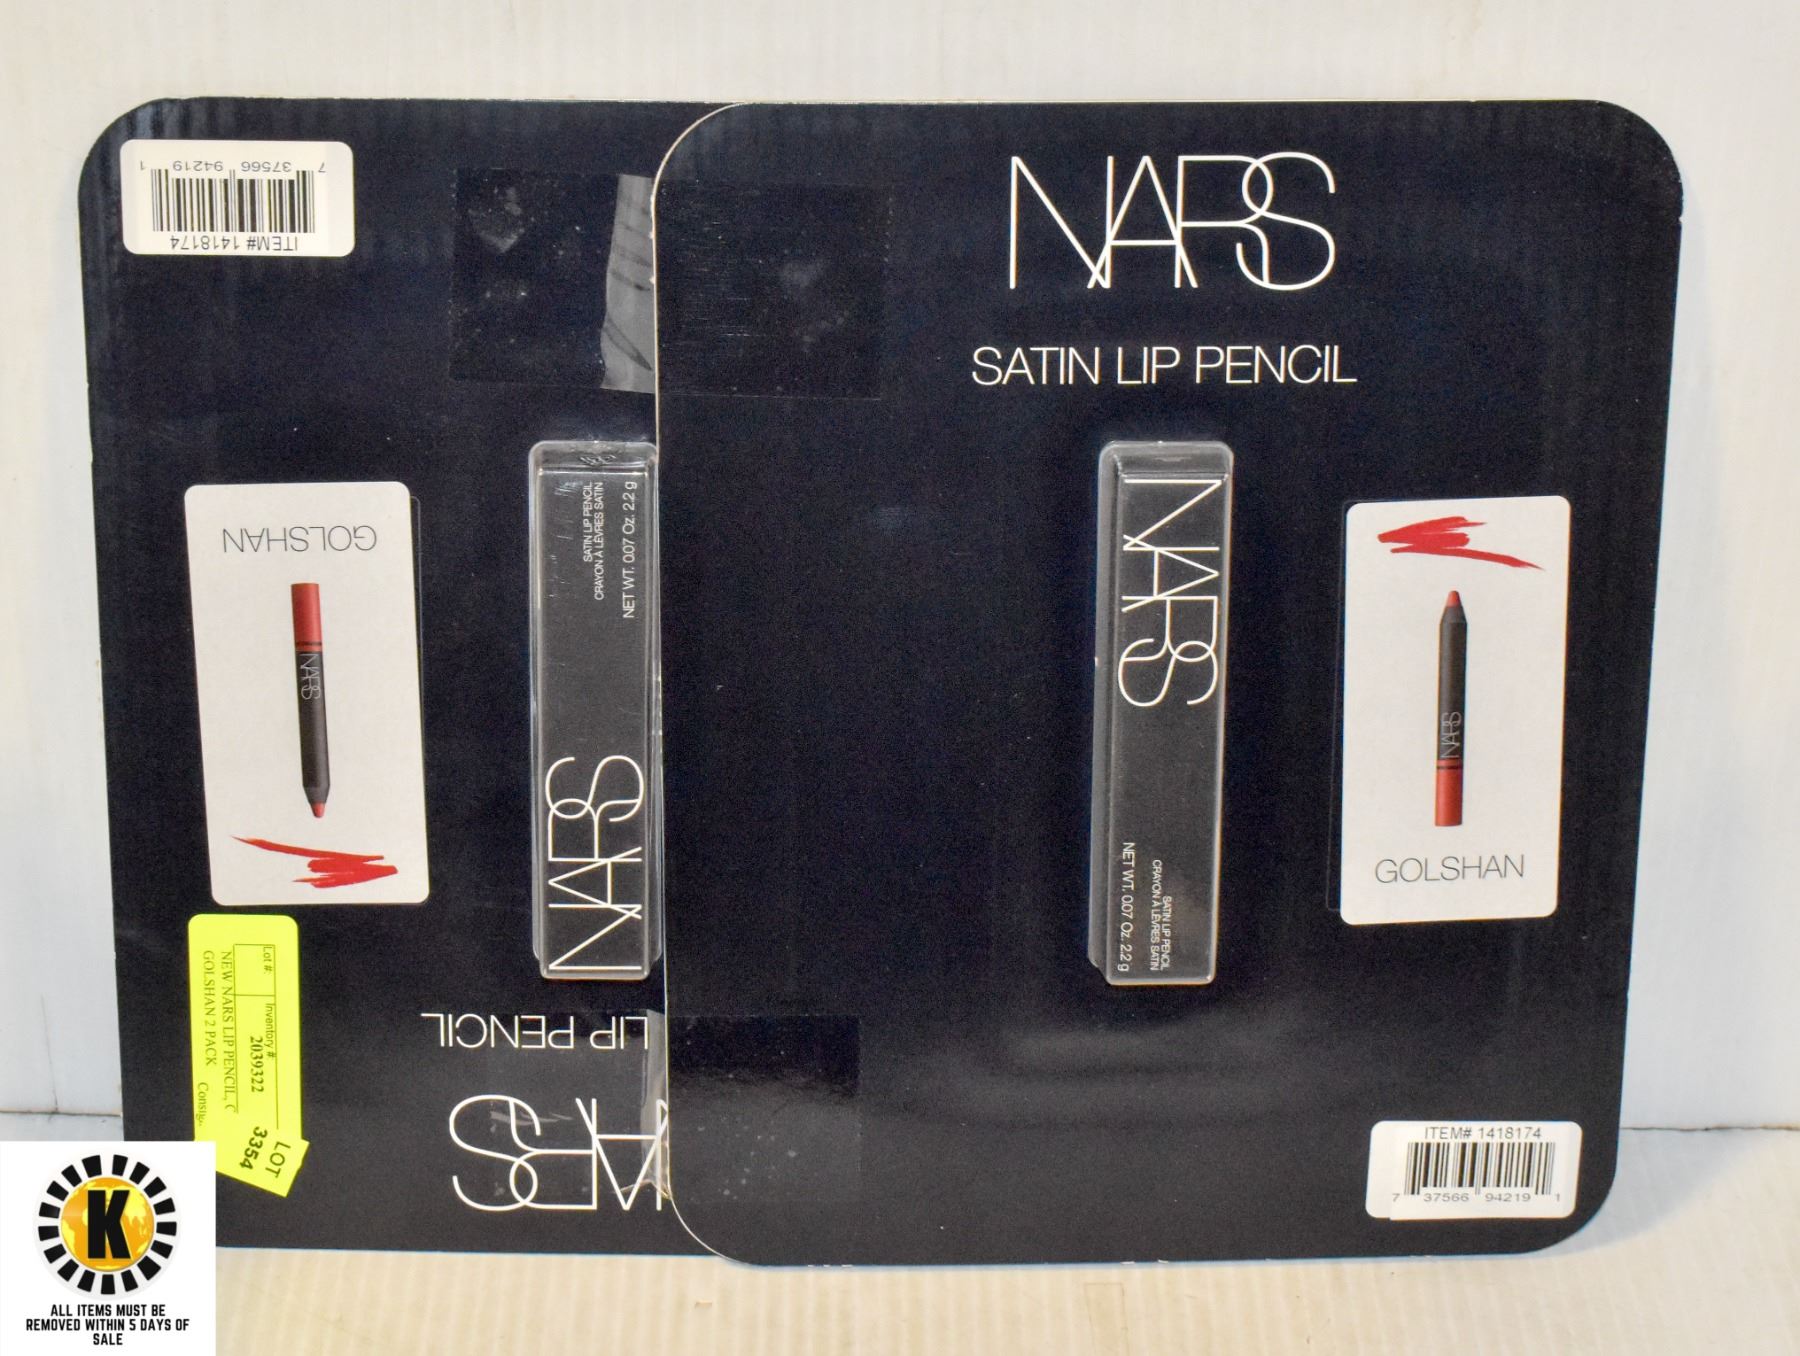 7 37566 94219 1
ITEM# 1418174
GOLSHAN
NARS
SATIN LIP PENCIL
CRAYON À LÈVRES SATIN
NET WT. 0.07 Oz. 2.2 g
NARS
Lot #: Inventory #
2039322
NEW NARS LIP PENCIL, C
GOLSHAN 2 PACK
LOT
3354
LIP PENCIL
NARS
SATIN LIP PENCIL
NARS
SATIN LIP PENCIL
CRAYON À LÈVRES SATIN
NET WT. 0.07 Oz. 2.2 g
NARS
GOLSHAN
ITEM# 1418174
7 37566 94219 1
K
ALL ITEMS MUST BE
REMOVED WITHIN 5 DAYS OF
SALE